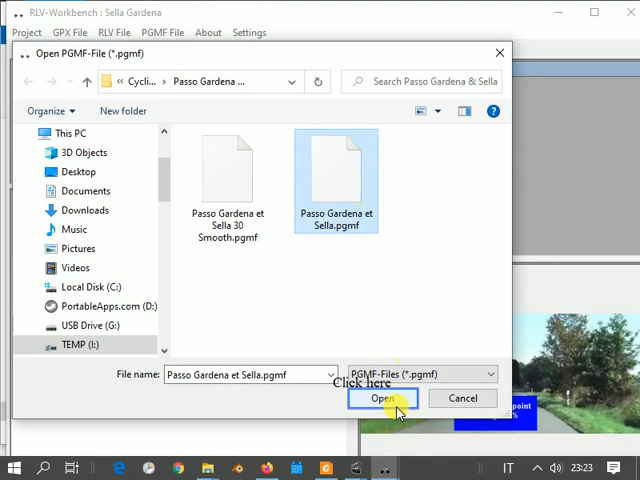 RLV-Workbench : Sella Gardena
Project GPX File RLV File PGMF File About Settings
Open PGMF-File (*.pgmf)
« Cycli... › Passo Gardena ...
Search Passo Gardena & Sella
Organize New folder
This PC
3D Objects
Desktop
Documents
Downloads
Music
Pictures
Videos
Local Disk (C:)
PortableApps.com (D:)
USB Drive (G:)
TEMP (I:)
Passo Gardena et
Sella 30
Smooth.pgmf
Passo Gardena et
Sella.pgmf
File name: Passo Gardena et Sella.pgmf
PGMF-Files (*.pgmf)
Click here
Open Cancel
point
IT 23:23